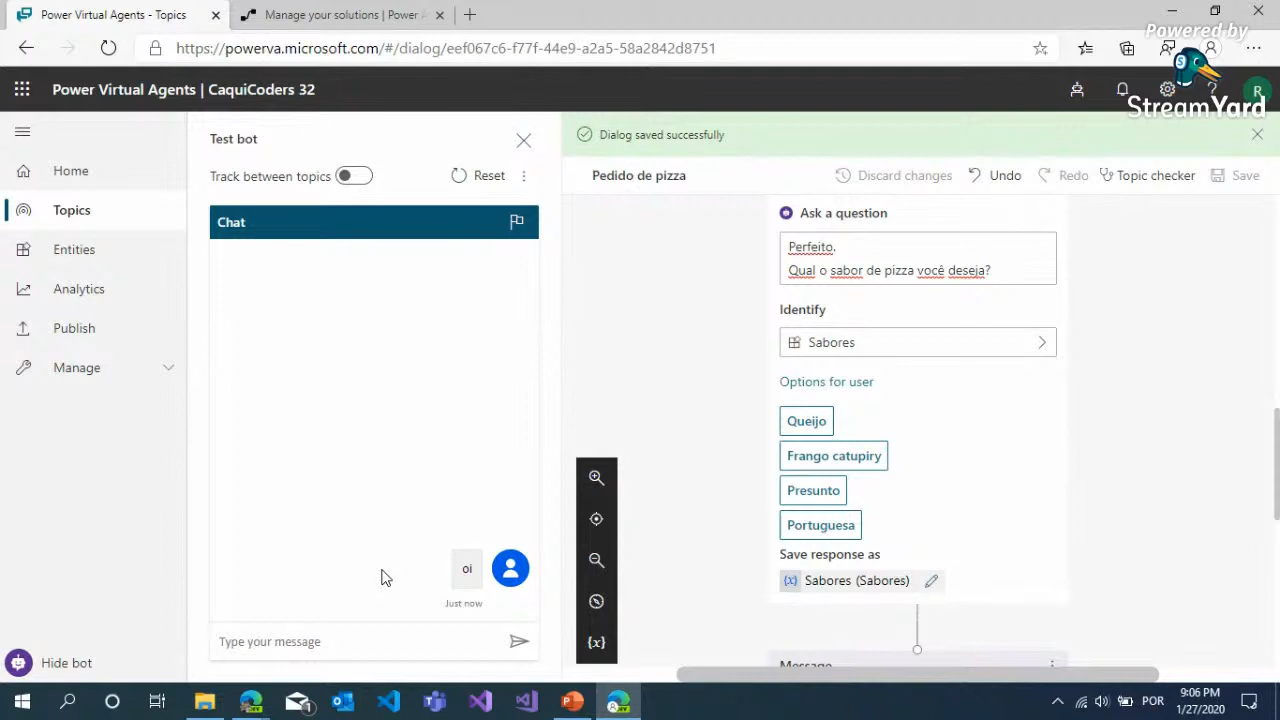 Power Virtual Agents - Topics
Manage your solutions | Power A
https://powerva.microsoft.com/#/dialog/eef067c6-f77f-44e9-a2a5-58a2842d8751
Powered by
StreamYard
Power Virtual Agents | CaquiCoders 32
R
Home
Topics
Entities
Analytics
Publish
Manage
Hide bot
Test bot
Track between topics
Reset
Chat
oi
Just now
Type your message
Dialog saved successfully
Pedido de pizza
Discard changes
Undo
Redo
Topic checker
Save
Ask a question
Perfeito.
Qual o sabor de pizza você deseja?
Identify
Sabores
Options for user
Queijo
Frango catupiry
Presunto
Portuguesa
Save response as
{x} Sabores (Sabores)
{x}
Message
1
POR
9:06 PM
1/27/2020